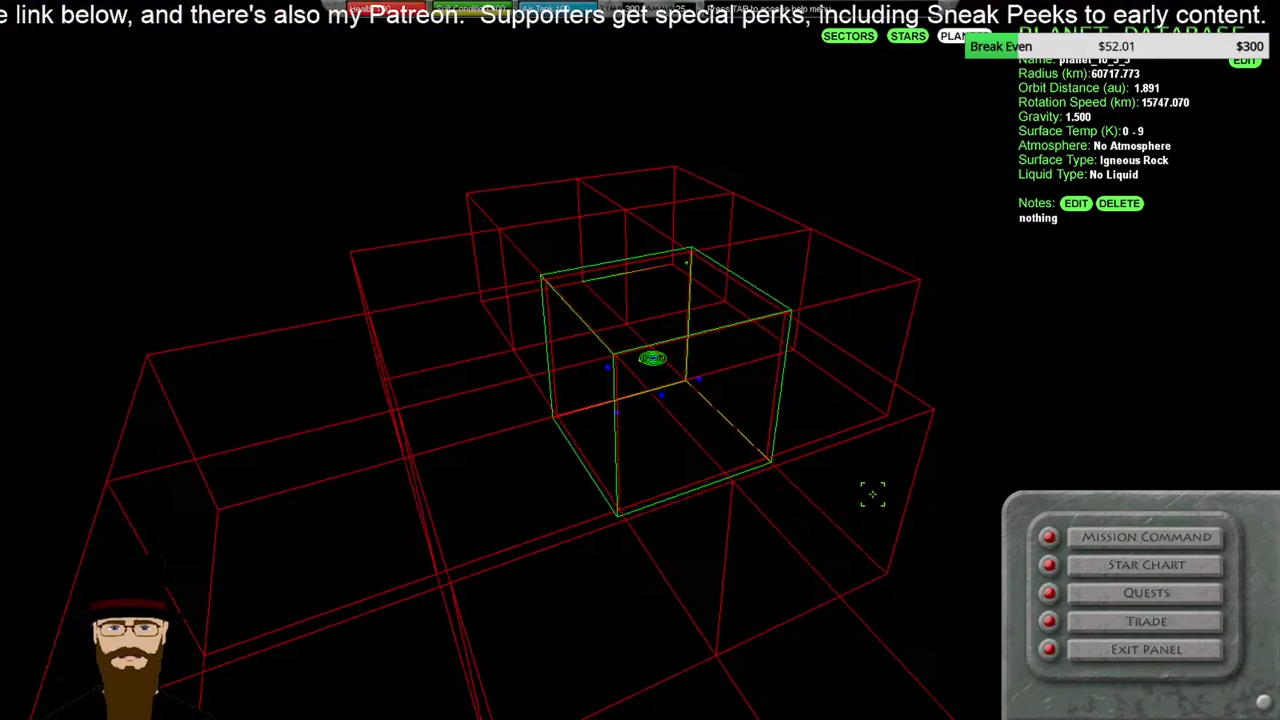 e link below, and there's also my Patreon.  Supporters get special perks, including Sneak Peeks to early content.
SECTORS STARS
Break Even $52.01 $300
EDIT
Name: planet_10_5_5
Radius (km):60717.773
Orbit Distance (au): 1.891
Rotation Speed (km): 15747.070
Gravity: 1.500
Surface Temp (K): 0 - 9
Atmosphere: No Atmosphere
Surface Type: Igneous Rock
Liquid Type: No Liquid
Notes: EDIT DELETE
nothing
MISSION COMMAND
STAR CHART
QUESTS
TRADE
EXIT PANEL